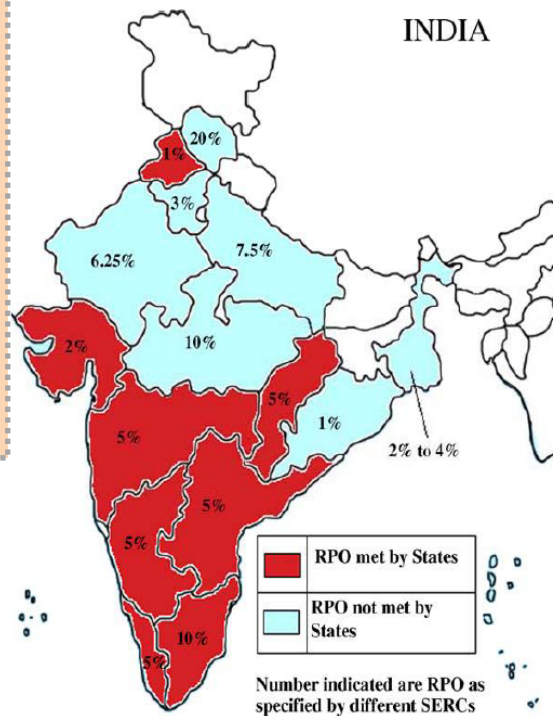 INDIA
20%
1%
3%
6.25%
7.5%
2%
10%
5%
5%
1%
2% to 4%
5%
5%
10%
5%
RPO met by States
RPO not met by
States
Number indicated are RPO as
specified by different SERCs